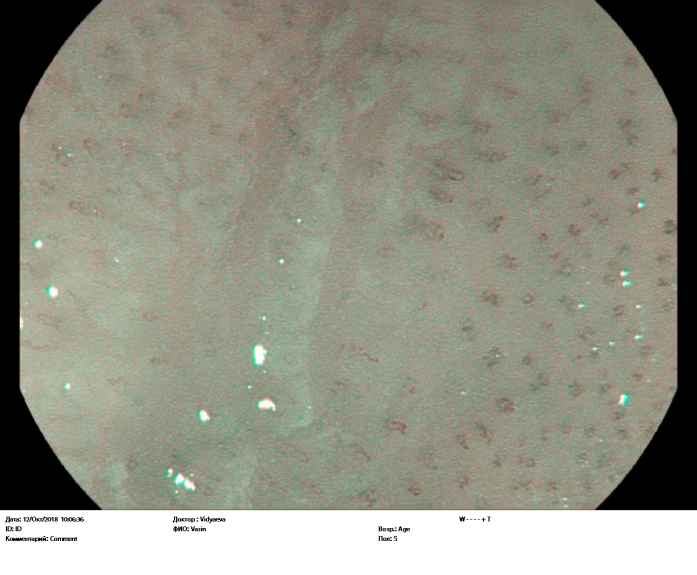 Дата: 12/Окт/2018 10:06:36 Доктор : Vidyaeva W - - - - + T
ID: ID ФИО: Vasin Возр.: Age
Комментарий: Comment Пол: S